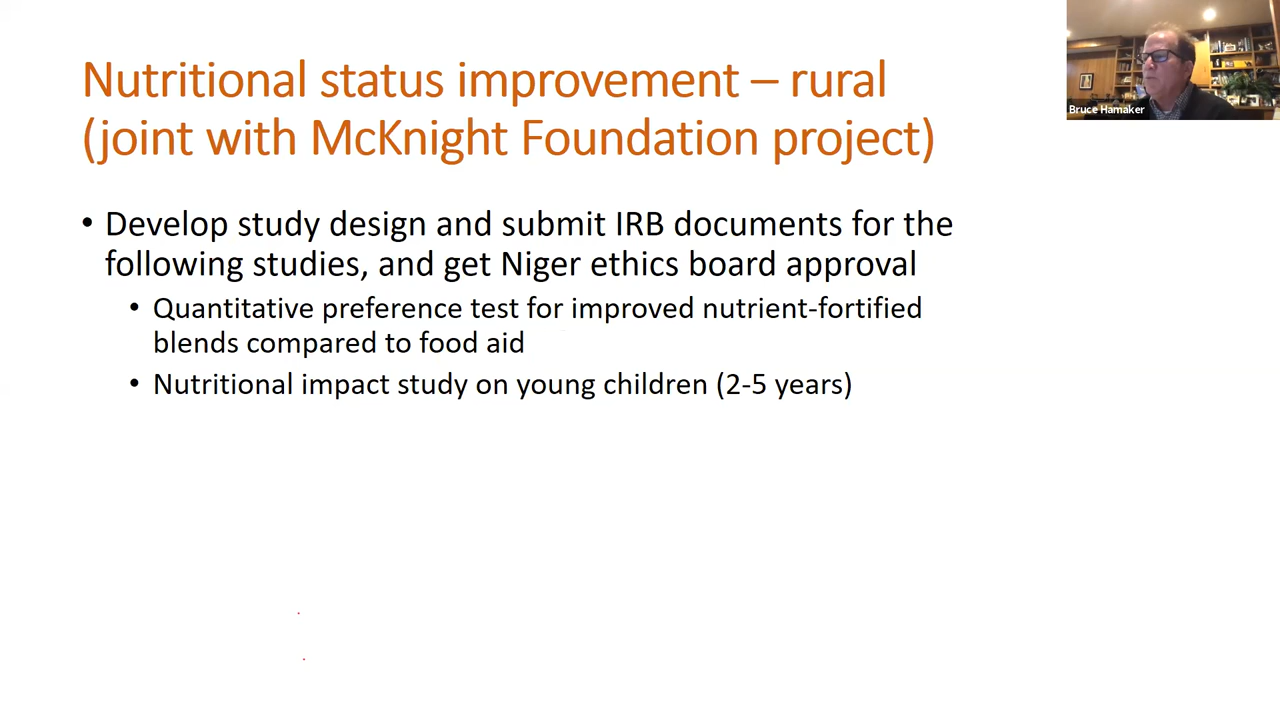 Nutritional status improvement – rural
(joint with McKnight Foundation project)
• Develop study design and submit IRB documents for the
following studies, and get Niger ethics board approval
• Quantitative preference test for improved nutrient-fortified
blends compared to food aid
• Nutritional impact study on young children (2-5 years)
Bruce Hamaker